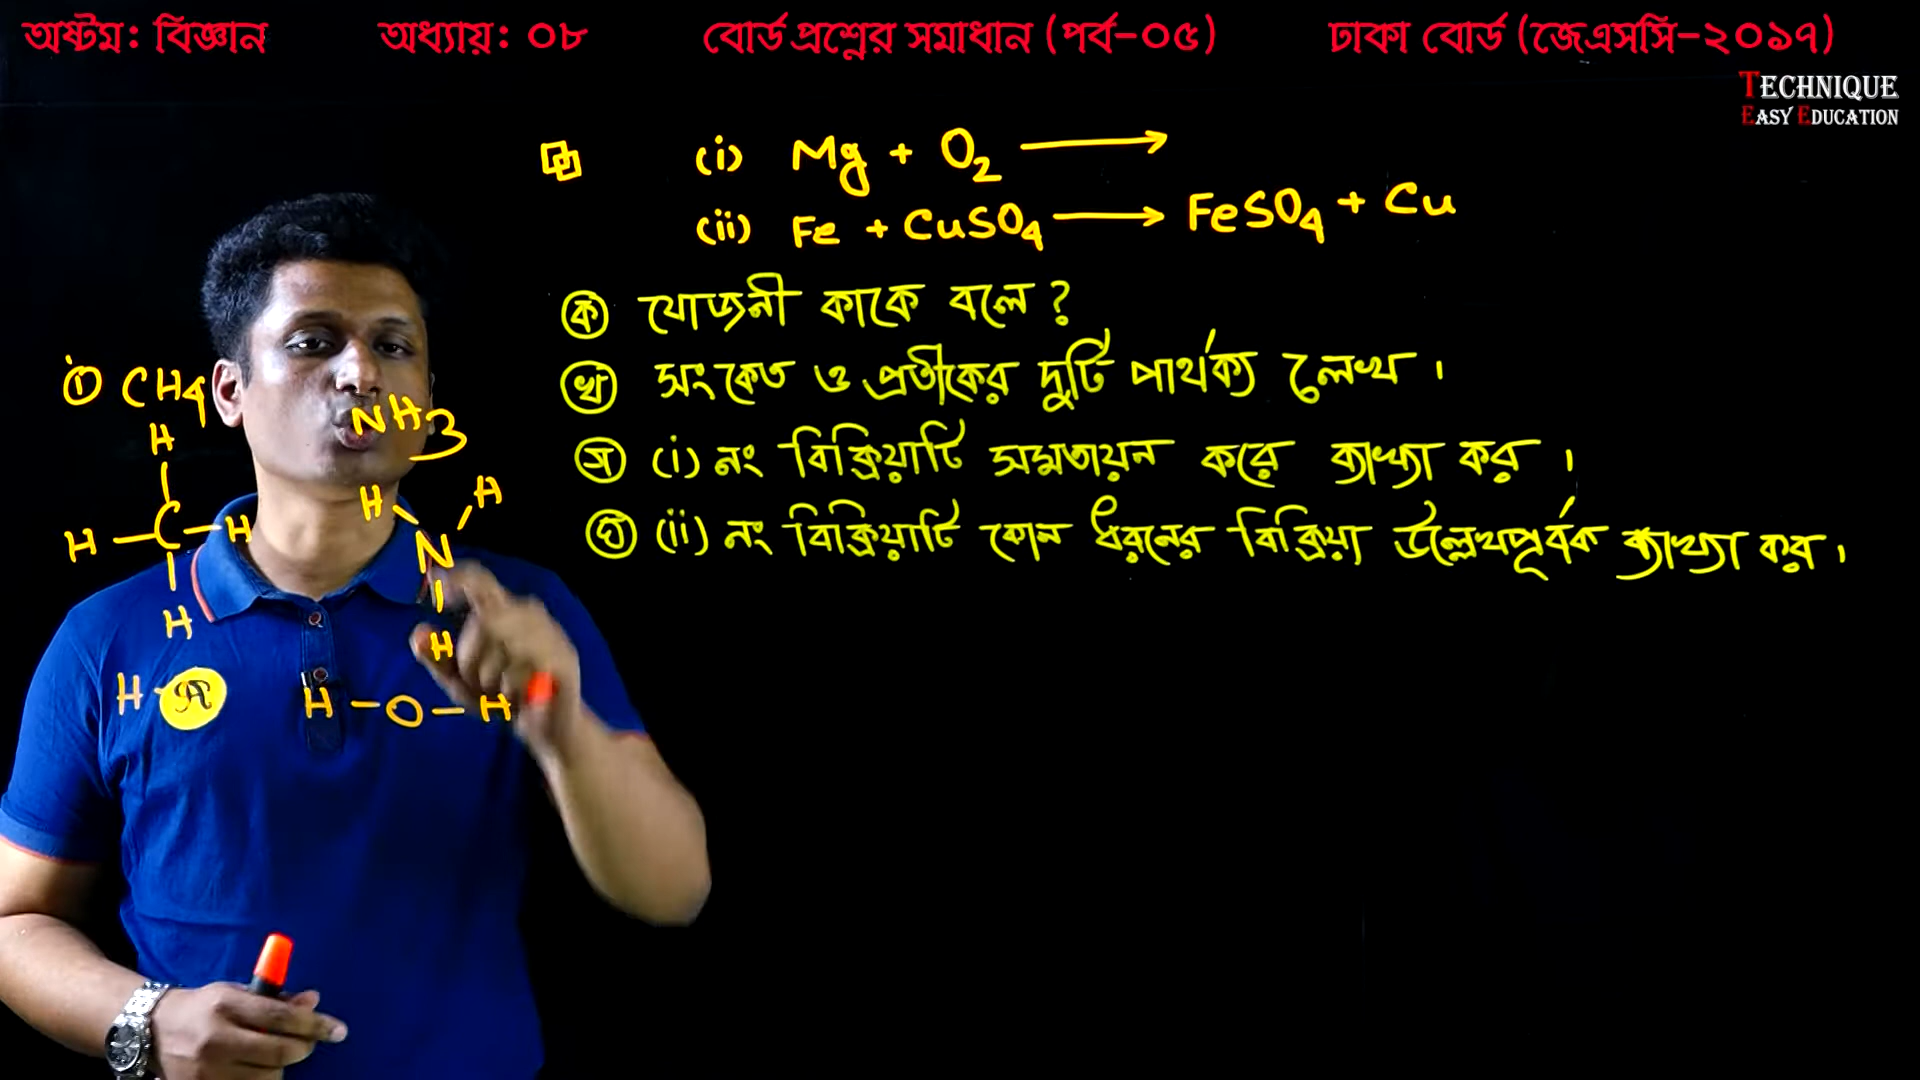 অষ্টম: বিজ্ঞান অধ্যায়: ০৮ বোর্ড প্রশ্নের সমাধান (পর্ব-০৫) ঢাকা বোর্ড (জেএসসি-২০১৭)
TECHNIQUE
EASY EDUCATION
(i) Mg + O2 ⟶
(ii) Fe + CuSO4 ⟶ FeSO4 + Cu
ক যোজনী কাকে বলে ?
খ সংকেত ও প্রতীকের দুটি পার্থক্য লেখ ।
গ (i) নং বিক্রিয়াটি সমতায়ন করে ব্যাখ্যা কর ।
ঘ (ii) নং বিক্রিয়াটি কোন ধরনের বিক্রিয়া উল্লেখপূর্বক ব্যাখ্যা কর ।
i CH4 NH3
H
H H
H – C – H N
H H
H – H – O – H